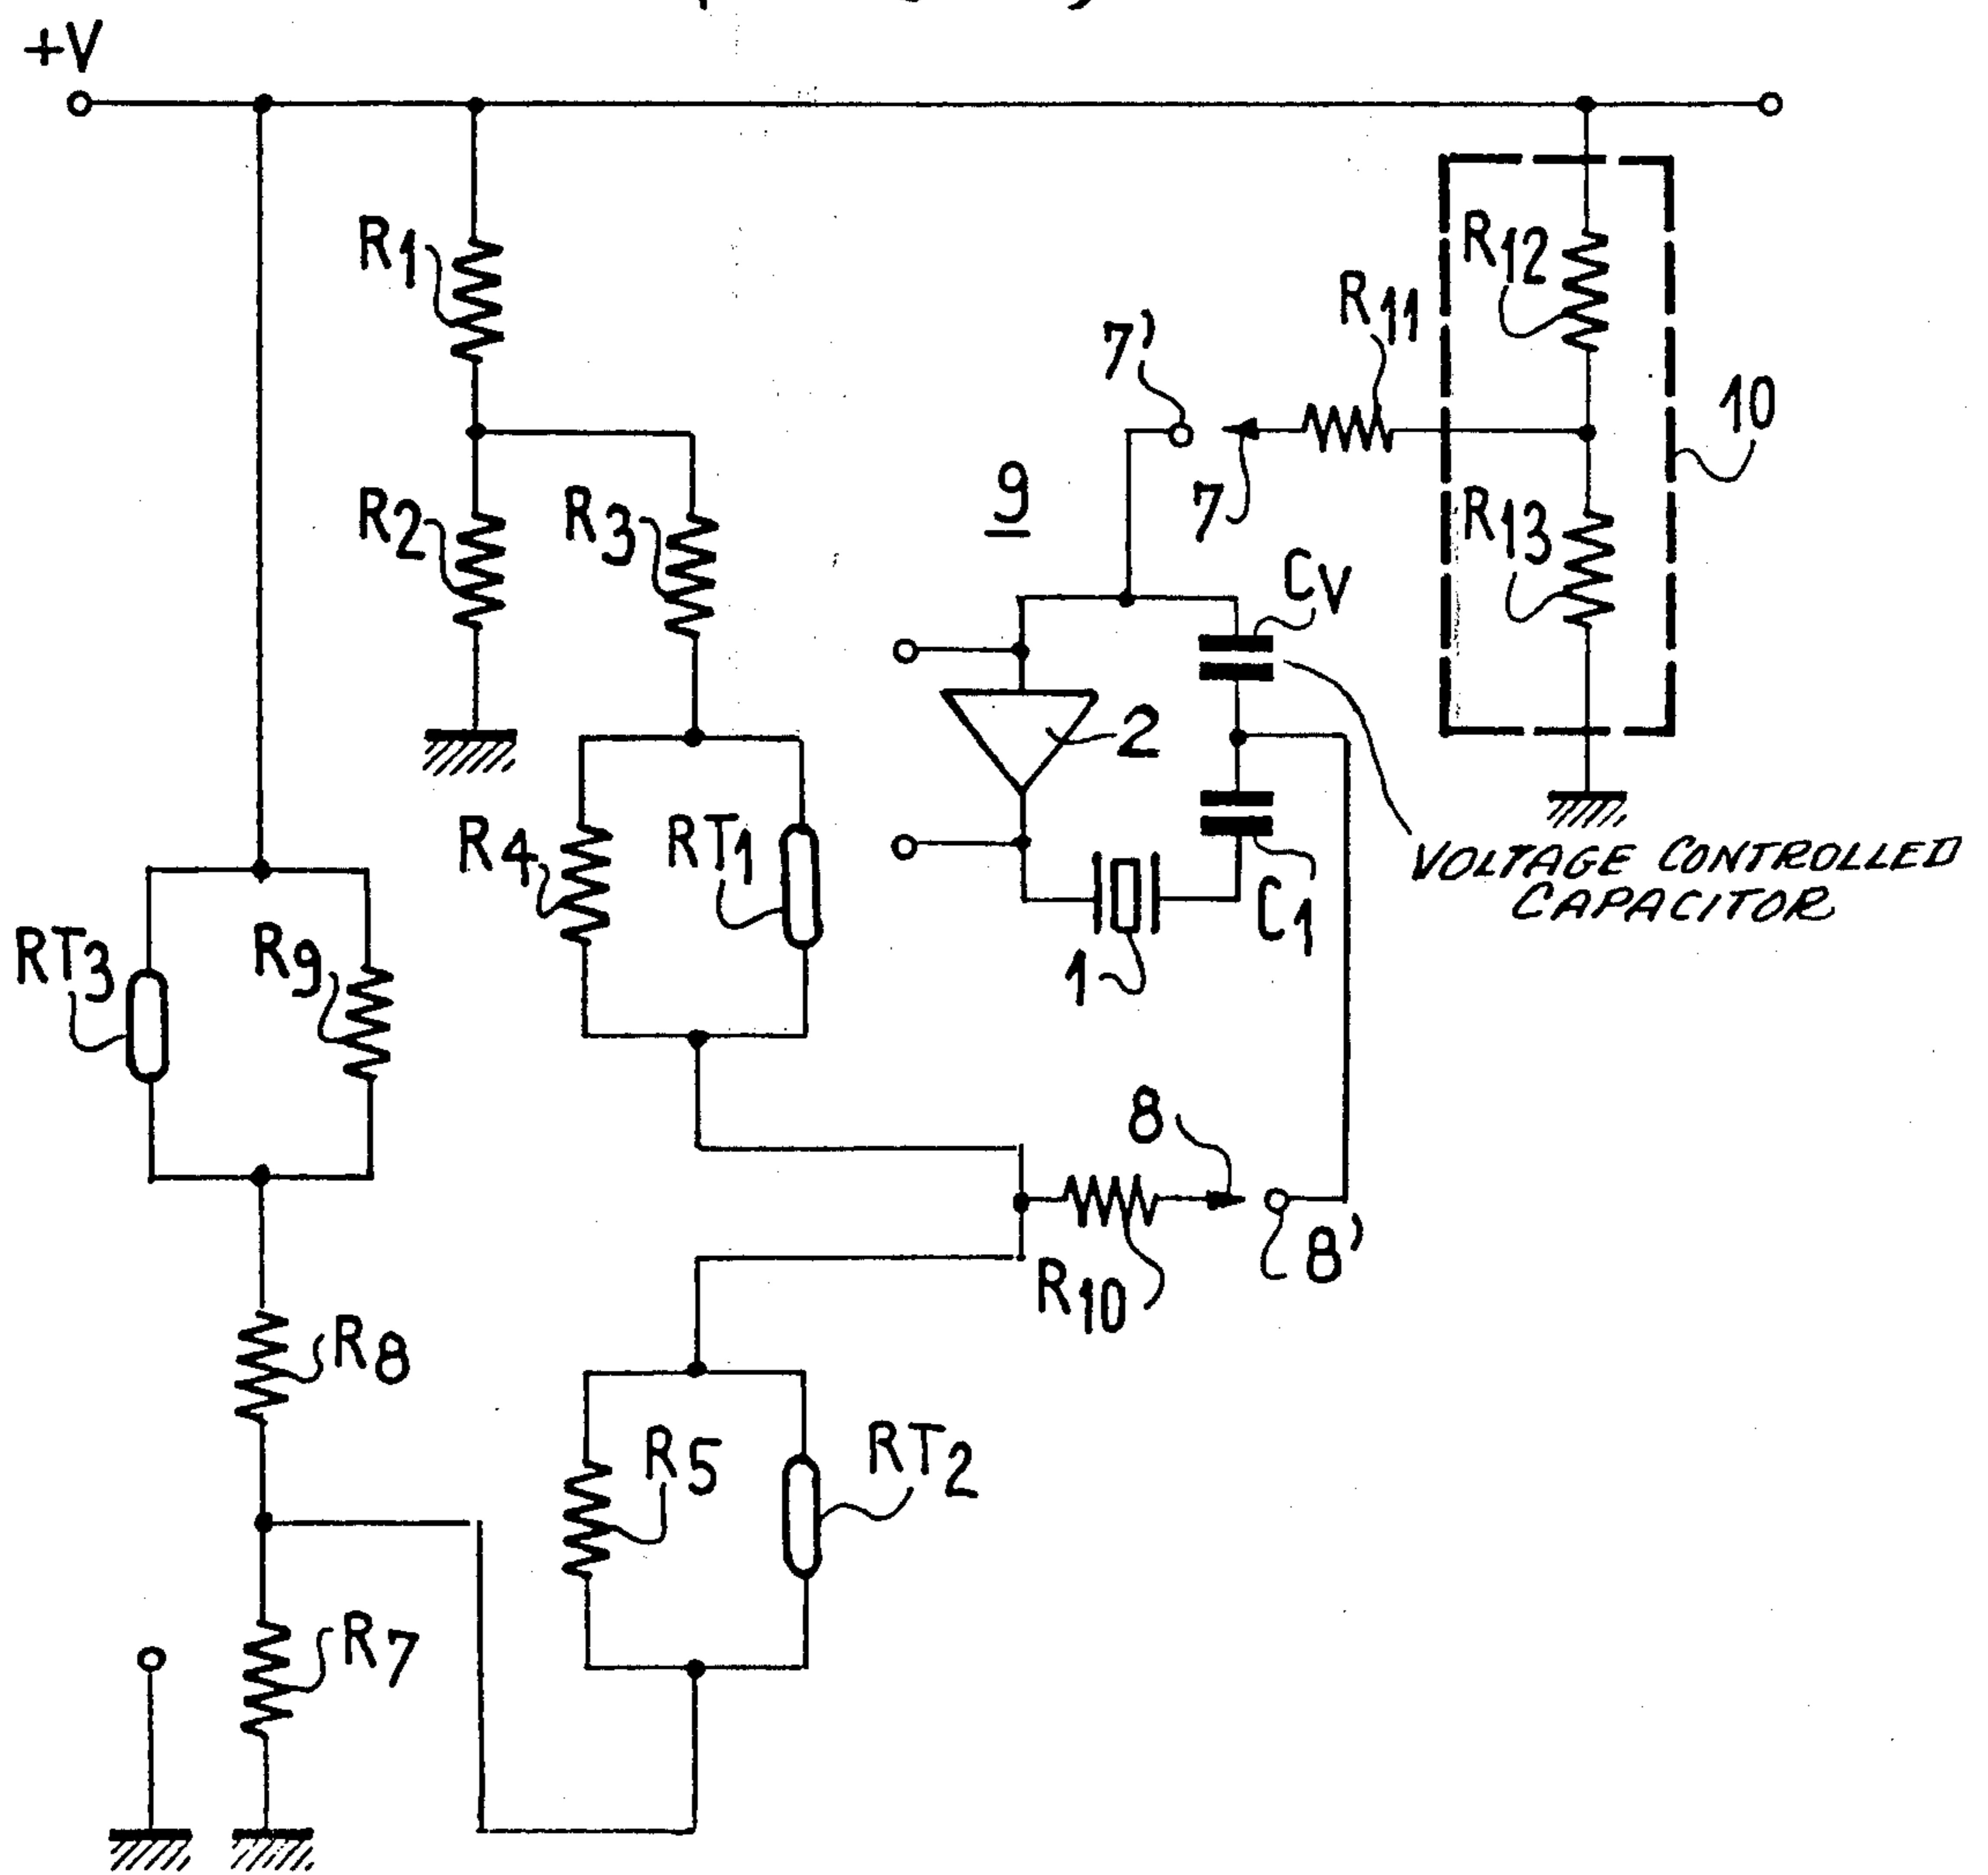 +V
R1
R12
R11
7'
10
R2
R3
9
7
R13
CV
2
R4
RT1
VOLTAGE CONTROLLED
CAPACITOR
C1
RT3
R9
1
8
8'
R10
R8
R5
RT2
R7